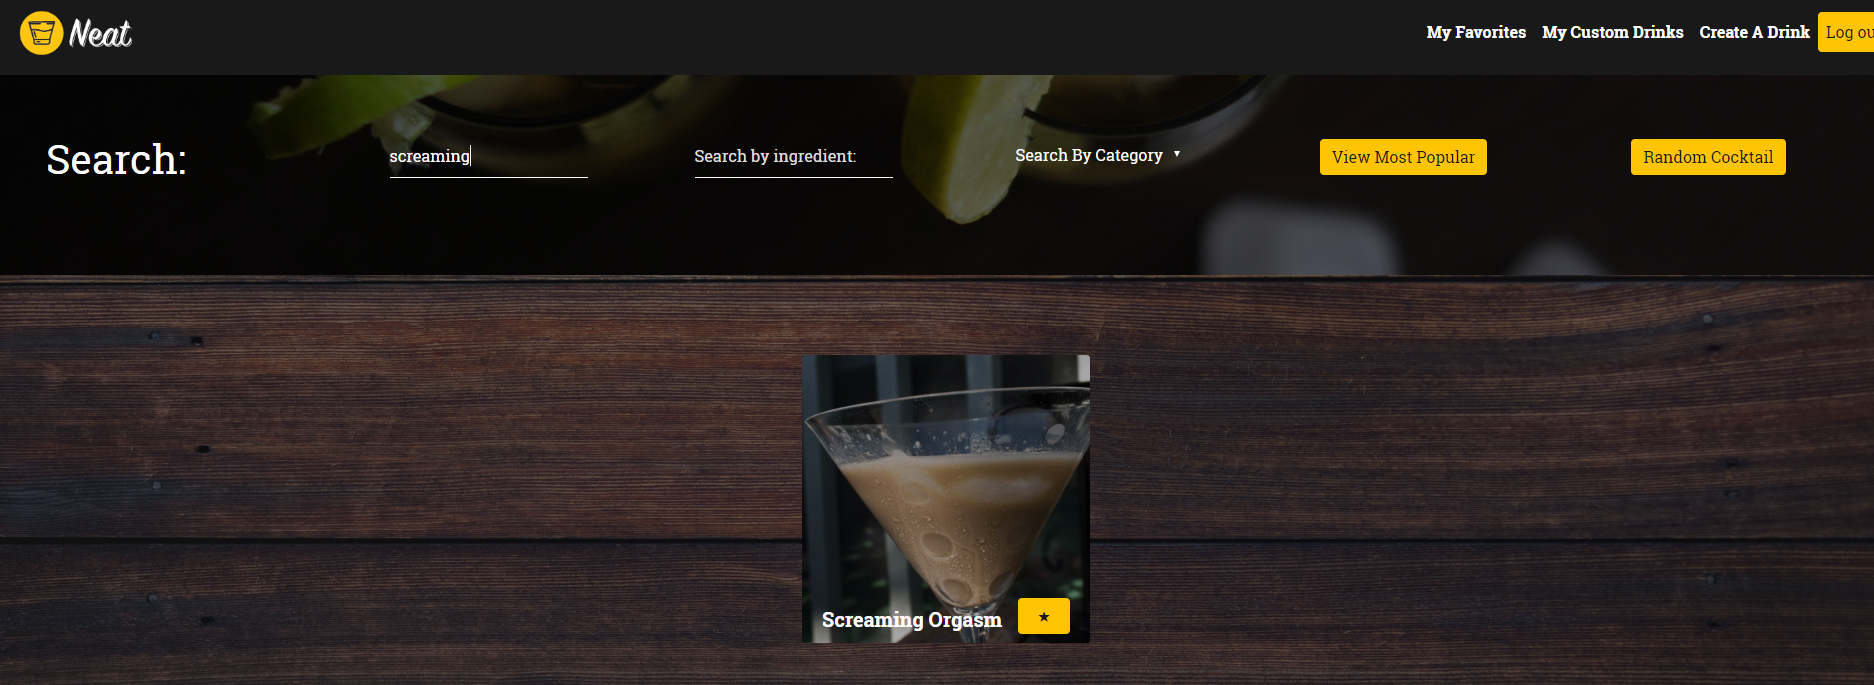 Neat
My Favorites
My Custom Drinks
Create A Drink
Log ou
Search:
screaming
Search by ingredient:
Search By Category
View Most Popular
Random Cocktail
Screaming Orgasm